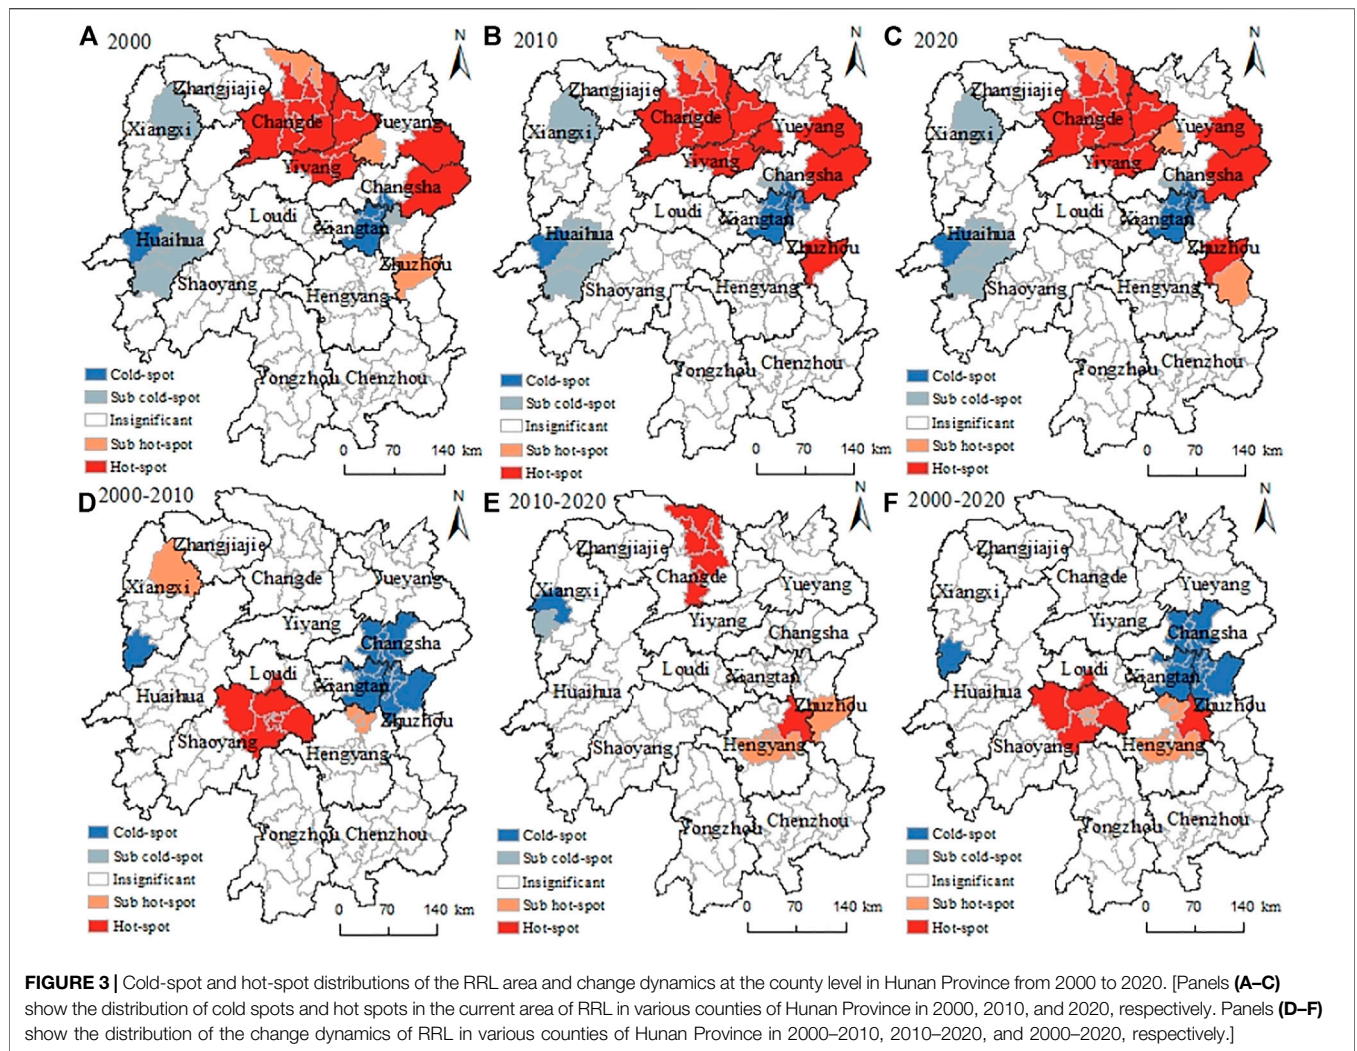 A 2000
N
Zhangjiajie
Xiangxi
Changde
Yueyang
Yiyang
Changsha
Loudi
Xiangtan
Huaihua
Zhuzhou
Shaoyang
Hengyang
Yongzhou Chenzhou
Cold-spot
Sub cold-spot
Insignificant
Sub hot-spot
Hot-spot
0 70 140 km
B 2010
N
Zhangjiajie
Xiangxi
Changde
Yueyang
Yiyang
Changsha
Loudi
Xiangtan
Huaihua
Zhuzhou
Shaoyang
Hengyang
Yongzhou Chenzhou
Cold-spot
Sub cold-spot
Insignificant
Sub hot-spot
Hot-spot
0 70 140 km
C 2020
N
Zhangjiajie
Xiangxi
Changde
Yueyang
Yiyang
Changsha
Loudi
Xiangtan
Huaihua
Zhuzhou
Shaoyang
Hengyang
Yongzhou Chenzhou
Cold-spot
Sub cold-spot
Insignificant
Sub hot-spot
Hot-spot
0 70 140 km
D 2000-2010
N
Zhangjiajie
Xiangxi
Changde
Yueyang
Yiyang
Changsha
Loudi
Xiangtan
Huaihua
Zhuzhou
Shaoyang
Hengyang
Yongzhou Chenzhou
Cold-spot
Sub cold-spot
Insignificant
Sub hot-spot
Hot-spot
0 70 140 km
E 2010-2020
N
Zhangjiajie
Xiangxi
Changde
Yueyang
Yiyang
Changsha
Loudi
Xiangtan
Huaihua
Zhuzhou
Shaoyang
Hengyang
Yongzhou Chenzhou
Cold-spot
Sub cold-spot
Insignificant
Sub hot-spot
Hot-spot
0 70 140 km
F 2000-2020
N
Zhangjiajie
Xiangxi
Changde
Yueyang
Yiyang
Changsha
Loudi
Xiangtan
Huaihua
Zhuzhou
Shaoyang
Hengyang
Yongzhou Chenzhou
Cold-spot
Sub cold-spot
Insignificant
Sub hot-spot
Hot-spot
0 70 140 km
FIGURE 3 | Cold-spot and hot-spot distributions of the RRL area and change dynamics at the county level in Hunan Province from 2000 to 2020. [Panels (A–C)
show the distribution of cold spots and hot spots in the current area of RRL in various counties of Hunan Province in 2000, 2010, and 2020, respectively. Panels (D–F)
show the distribution of the change dynamics of RRL in various counties of Hunan Province in 2000–2010, 2010–2020, and 2000–2020, respectively.]